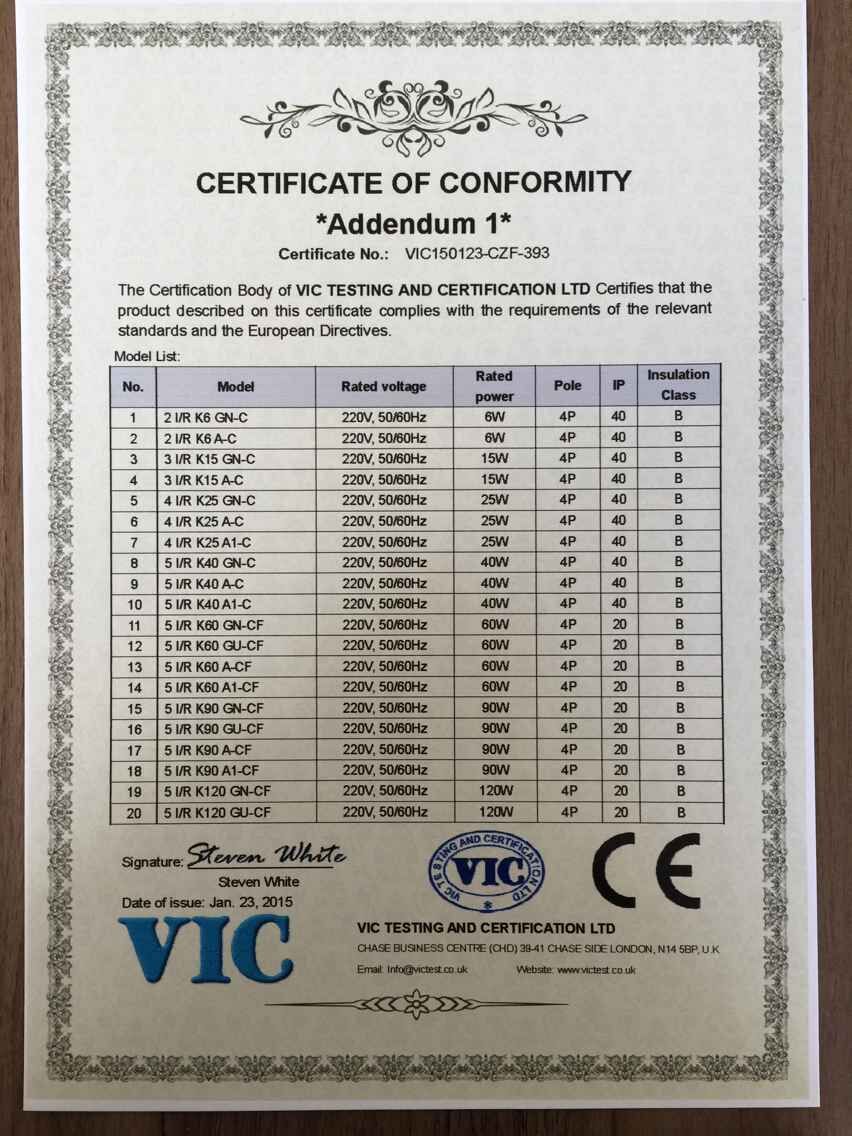 CERTIFICATE OF CONFORMITY
*Addendum 1*
Certificate No.: VIC150123-CZF-393
The Certification Body of VIC TESTING AND CERTIFICATION LTD Certifies that the
product described on this certificate complies with the requirements of the relevant
standards and the European Directives.
Model List:
No. Model Rated voltage Rated power Pole IP Insulation Class
1 2 I/R K6 GN-C 220V, 50/60Hz 6W 4P 40 B
2 2 I/R K6 A-C 220V, 50/60Hz 6W 4P 40 B
3 3 I/R K15 GN-C 220V, 50/60Hz 15W 4P 40 B
4 3 I/R K15 A-C 220V, 50/60Hz 15W 4P 40 B
5 4 I/R K25 GN-C 220V, 50/60Hz 25W 4P 40 B
6 4 I/R K25 A-C 220V, 50/60Hz 25W 4P 40 B
7 4 I/R K25 A1-C 220V, 50/60Hz 25W 4P 40 B
8 5 I/R K40 GN-C 220V, 50/60Hz 40W 4P 40 B
9 5 I/R K40 A-C 220V, 50/60Hz 40W 4P 40 B
10 5 I/R K40 A1-C 220V, 50/60Hz 40W 4P 40 B
11 5 I/R K60 GN-CF 220V, 50/60Hz 60W 4P 20 B
12 5 I/R K60 GU-CF 220V, 50/60Hz 60W 4P 20 B
13 5 I/R K60 A-CF 220V, 50/60Hz 60W 4P 20 B
14 5 I/R K60 A1-CF 220V, 50/60Hz 60W 4P 20 B
15 5 I/R K90 GN-CF 220V, 50/60Hz 90W 4P 20 B
16 5 I/R K90 GU-CF 220V, 50/60Hz 90W 4P 20 B
17 5 I/R K90 A-CF 220V, 50/60Hz 90W 4P 20 B
18 5 I/R K90 A1-CF 220V, 50/60Hz 90W 4P 20 B
19 5 I/R K120 GN-CF 220V, 50/60Hz 120W 4P 20 B
20 5 I/R K120 GU-CF 220V, 50/60Hz 120W 4P 20 B
Signature: Steven White
Steven White
Date of issue: Jan. 23, 2015
VIC
VIC TESTING AND CERTIFICATION LTD
VIC
*
CE
VIC TESTING AND CERTIFICATION LTD
CHASE BUSINESS CENTRE (CHD) 39-41 CHASE SIDE LONDON, N14 5BP, U.K
Email: Info@victest.co.uk Website: www.victest.co.uk